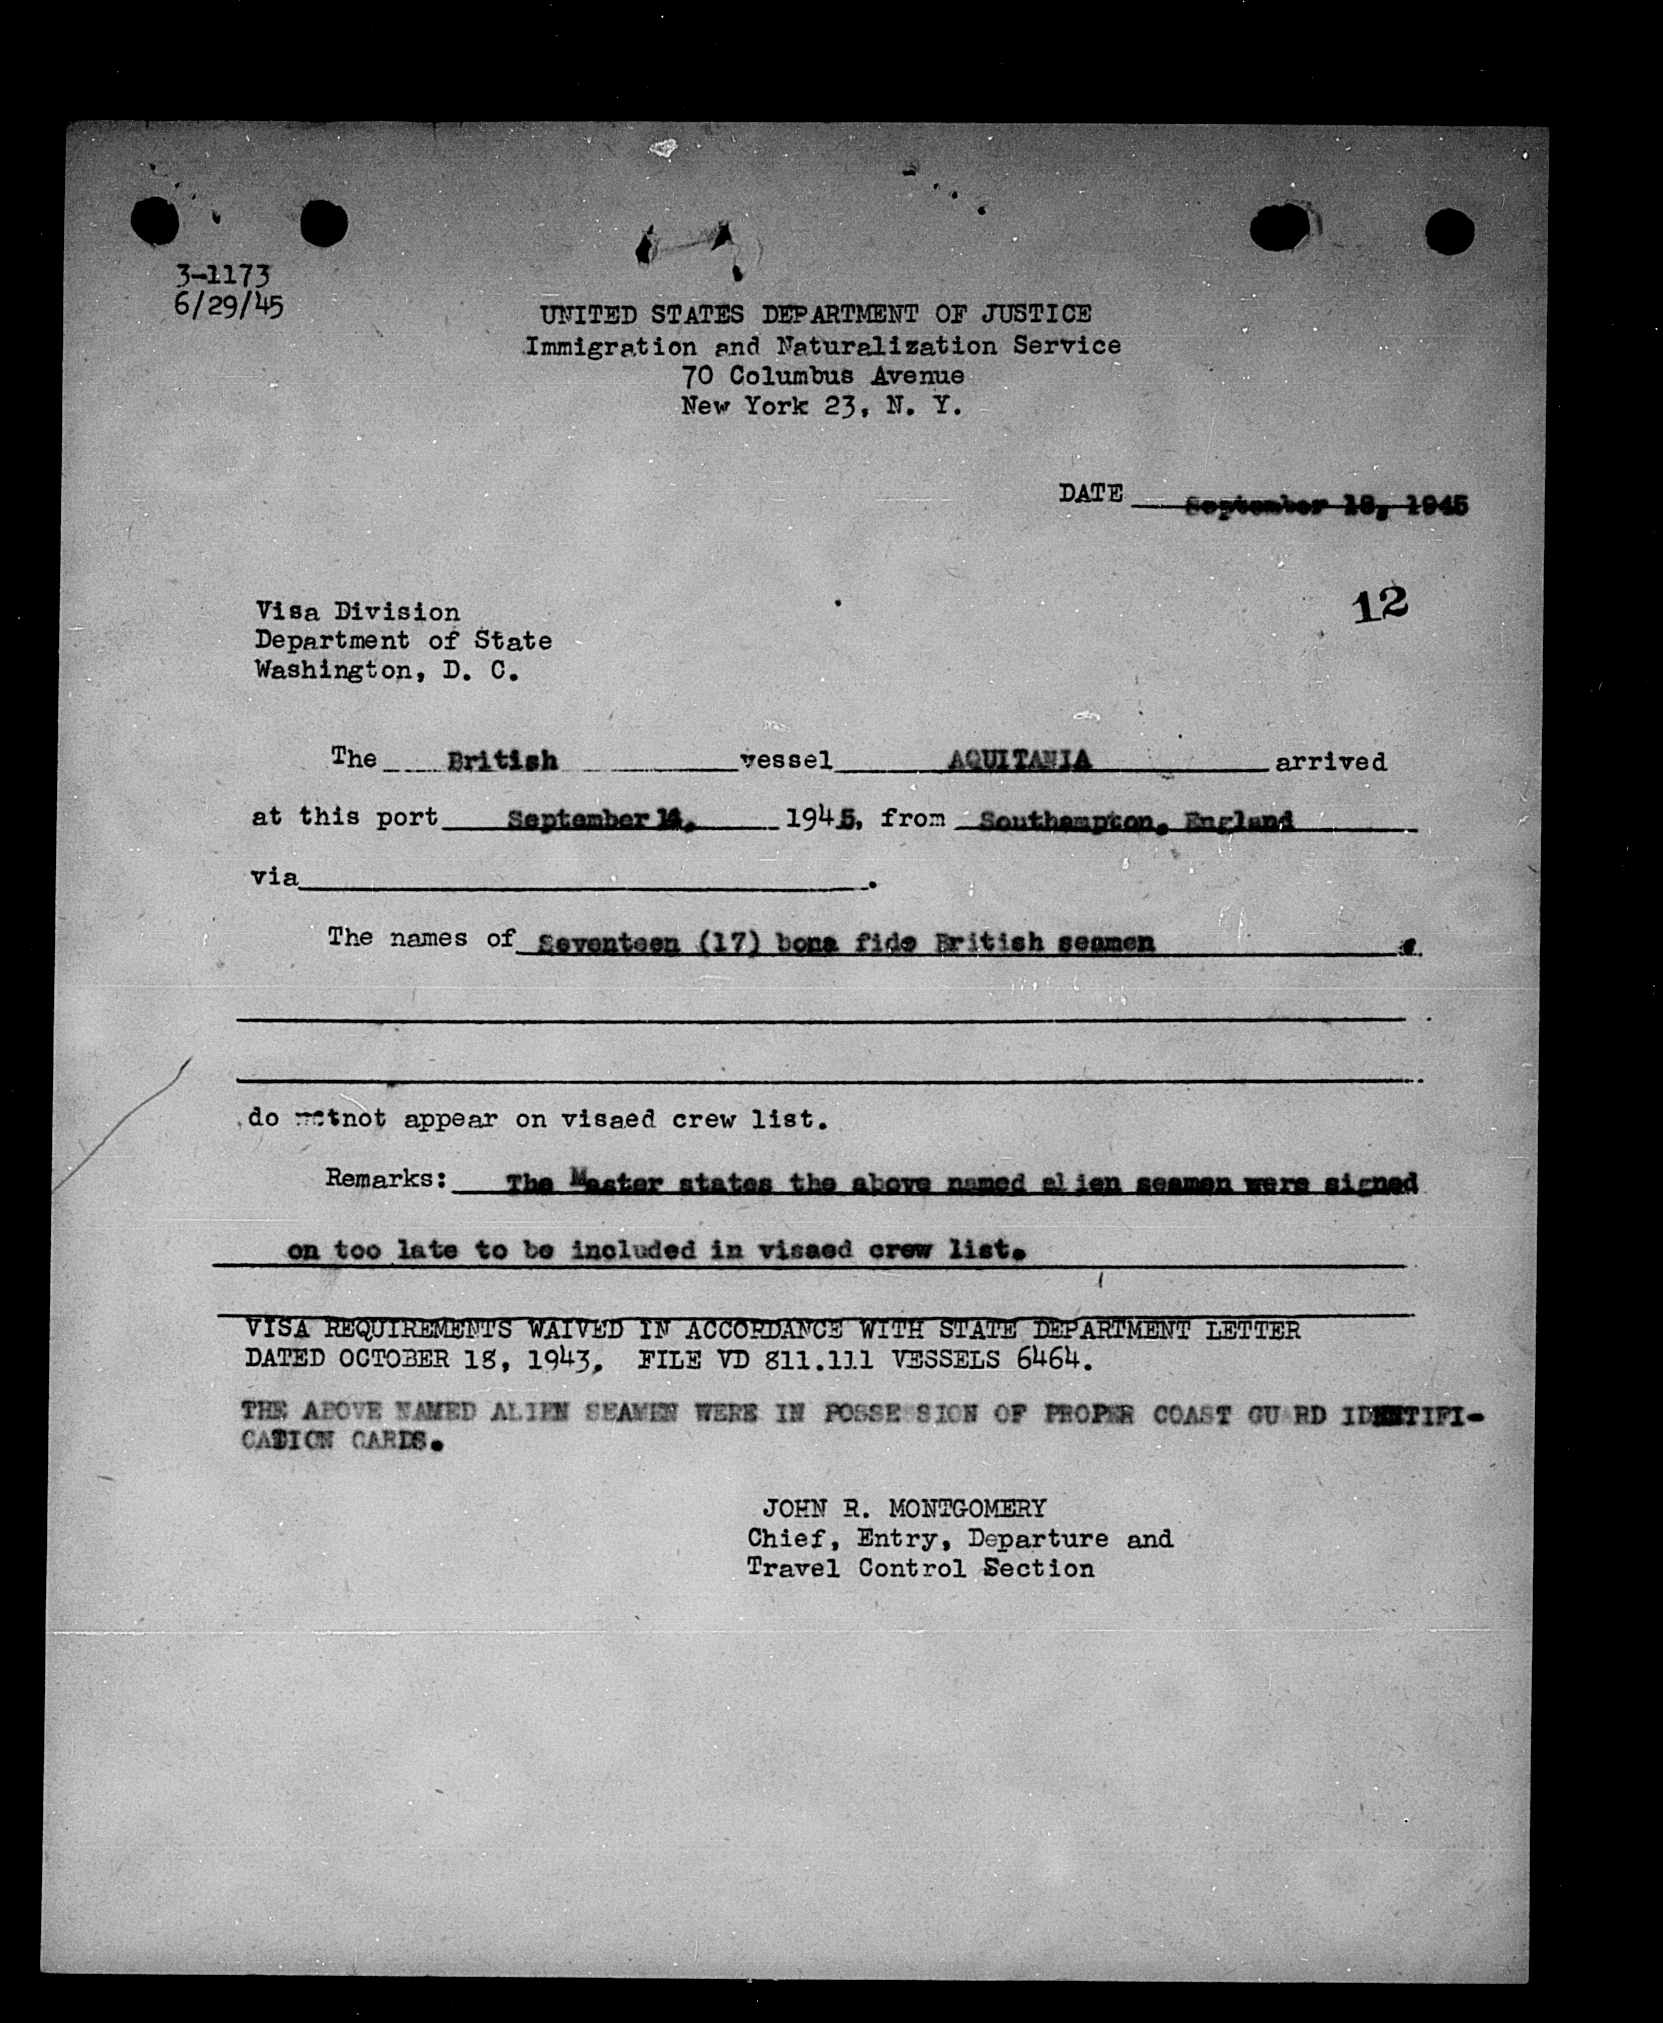 3-1173
6/29/45
UNITED STATES DEPARTMENT OF JUSTICE
Immigration and Naturalization Service
70 Columbus Avenue
New York 23, N. Y.
DATE September 18, 1945
12
Visa Division
Department of State
Washington, D. C.
The British vessel AQUITANIA arrived
at this port September 14, 1945, from Southampton, England
via .
The names of Seventeen (17) bona fide British seamen .
do not appear on visaed crew list.
Remarks: The Master states the above named alien seamen were signed
on too late to be included in visaed crew list.
VISA REQUIREMENTS WAIVED IN ACCORDANCE WITH STATE DEPARTMENT LETTER
DATED OCTOBER 18, 1943, FILE VD 811.111 VESSELS 6464.
THE ABOVE NAMED ALIEN SEAMEN WERE IN POSSESSION OF PROPER COAST GUARD IDENTIFI-
CATION CARDS.
JOHN R. MONTGOMERY
Chief, Entry, Departure and
Travel Control Section